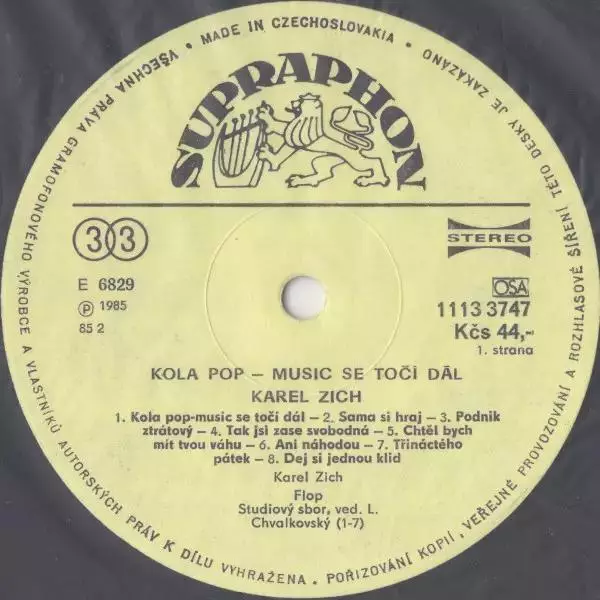 • MADE IN CZECHOSLOVAKIA •
VŠECHNA PRÁVA GRAMOFONOVÉHO VÝROBCE A VLASTNÍKŮ AUTORSKÝCH PRÁV K DÍLU VYHRAŽENA • POŘIZOVÁNÍ KOPIÍ, VEŘEJNÉ PROVOZOVÁNÍ A ROZHLASOVÉ ŠÍŘENÍ TÉTO DESKY JE ZAKÁZÁNO
SUPRAPHON
33
STEREO
E 6829
Ⓟ 1985
85 2
OSA
1113 3747
Kčs 44,-
1. strana
KOLA POP – MUSIC SE TOČÍ DÁL
KAREL ZICH
1. Kola pop-music se točí dál – 2. Sama si hraj – 3. Podnik
ztrátový – 4. Tak jsi zase svobodná – 5. Chtěl bych
mít tvou váhu – 6. Ani náhodou – 7. Třináctého
pátek – 8. Dej si jednou klid
Karel Zich
Flop
Studiový sbor, ved. L.
Chvalkovský (1-7)